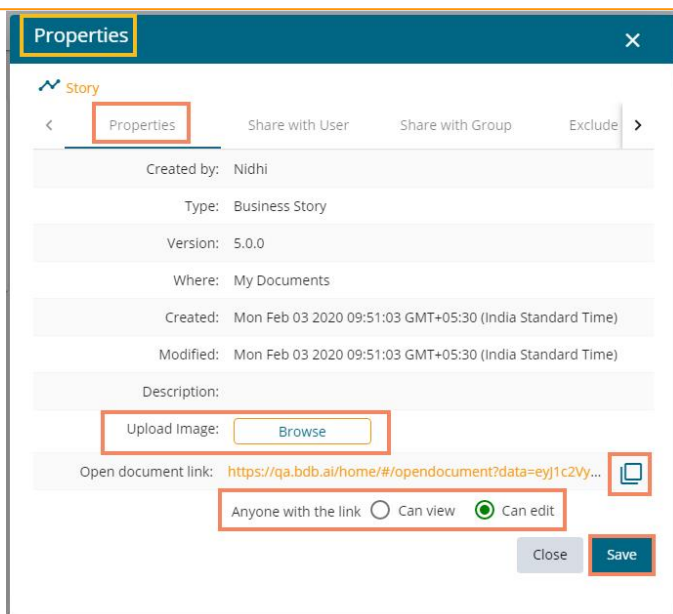 Properties
Story
Properties Share with User Share with Group Exclude
Created by: Nidhi
Type: Business Story
Version: 5.0.0
Where: My Documents
Created: Mon Feb 03 2020 09:51:03 GMT+05:30 (India Standard Time)
Modified: Mon Feb 03 2020 09:51:03 GMT+05:30 (India Standard Time)
Description:
Upload Image: Browse
Open document link: https://qa.bdb.ai/home/#/opendocument?data=eyJ1c2Vy...
Anyone with the link Can view Can edit
Close Save